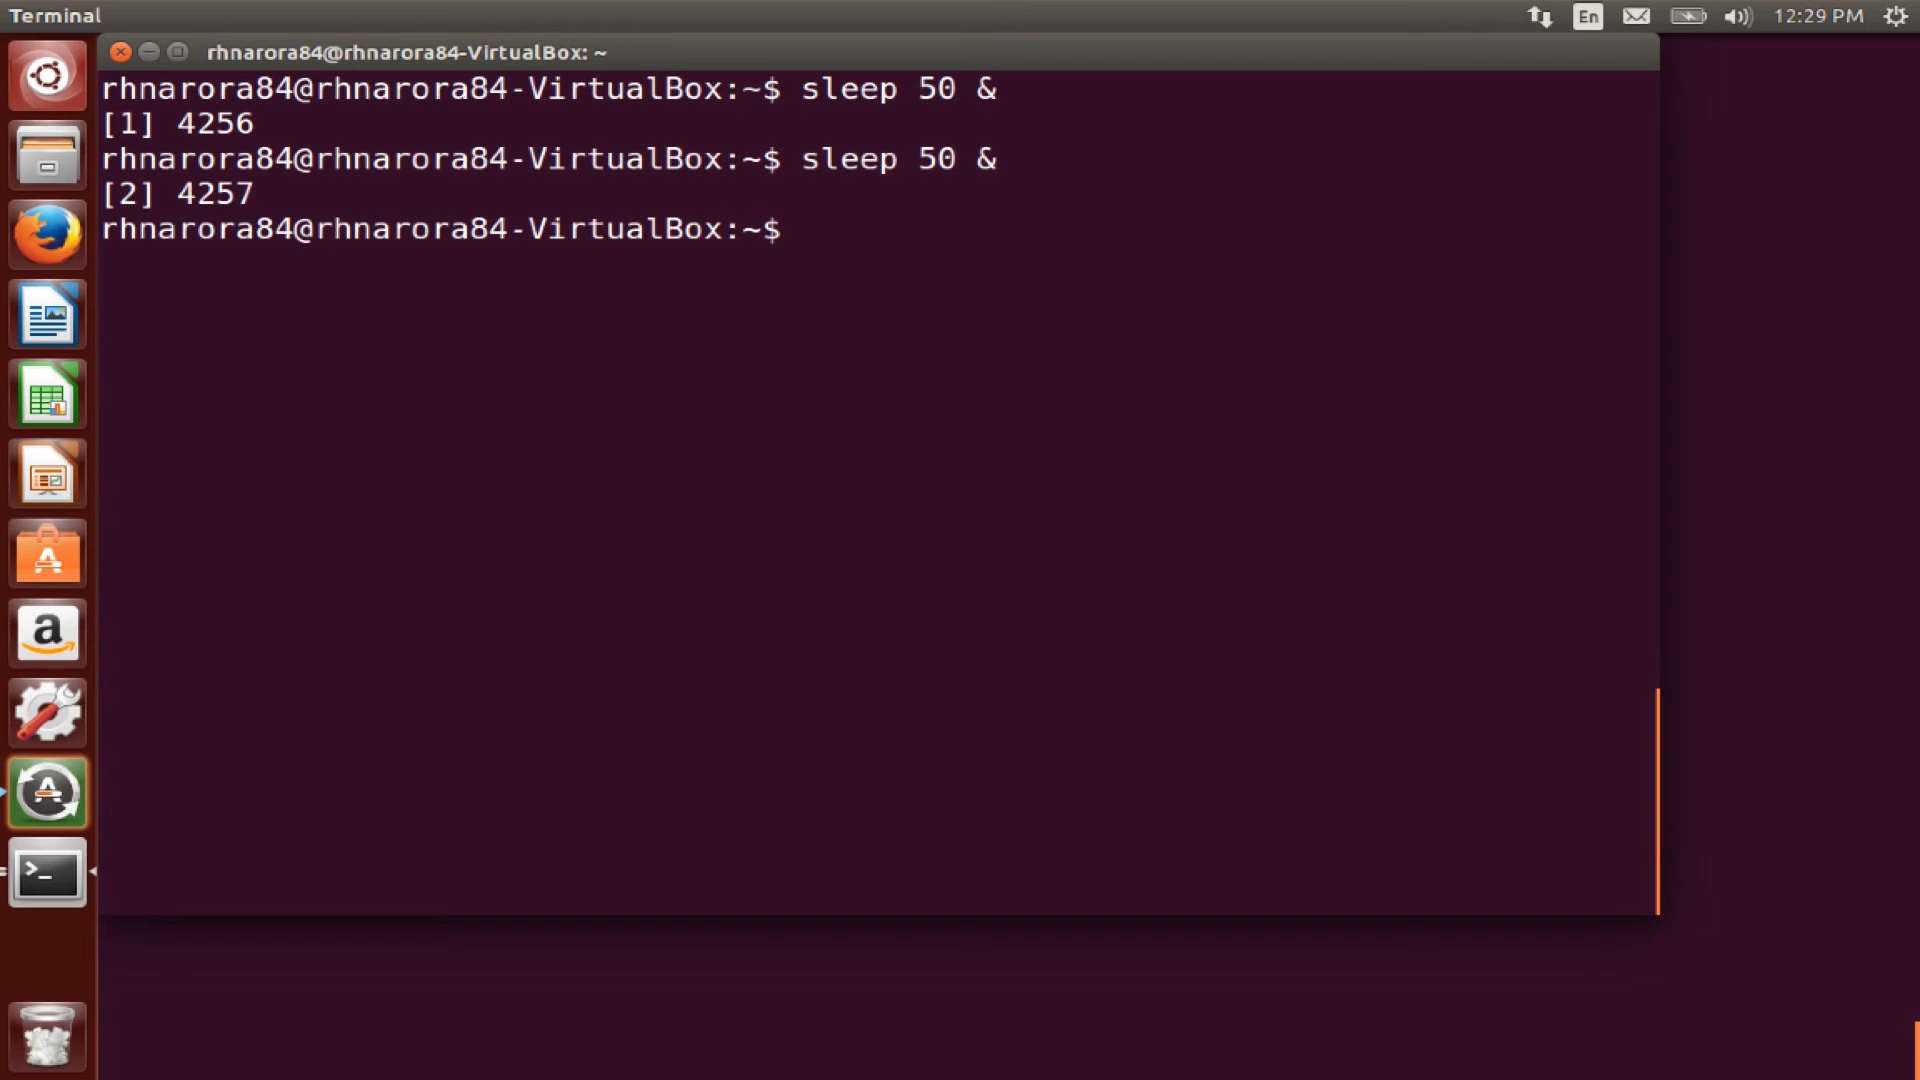 Terminal
En
12:29 PM
rhnarora84@rhnarora84-VirtualBox: ~
rhnarora84@rhnarora84-VirtualBox:~$ sleep 50 &
[1] 4256
rhnarora84@rhnarora84-VirtualBox:~$ sleep 50 &
[2] 4257
rhnarora84@rhnarora84-VirtualBox:~$